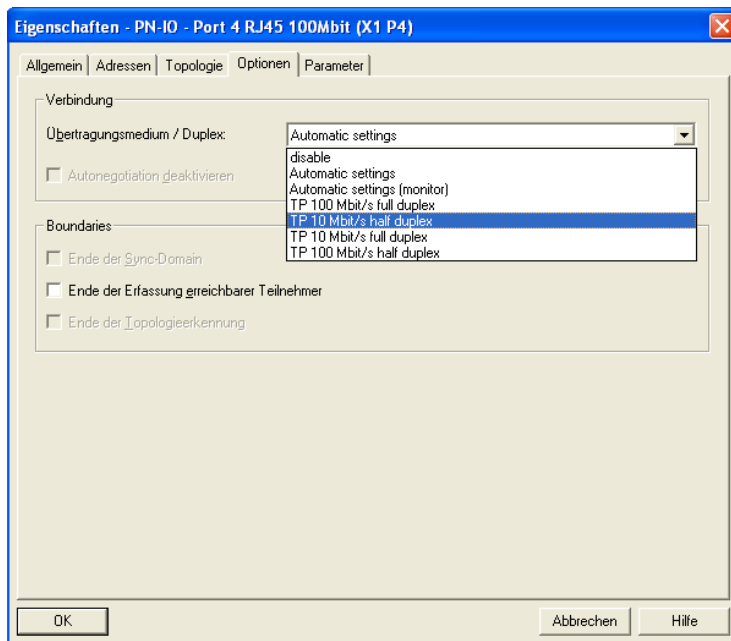 Eigenschaften - PN-IO - Port 4 RJ45 100Mbit (X1 P4)
Allgemein Adressen Topologie Optionen Parameter
Verbindung
Übertragungsmedium / Duplex: Automatic settings
disable
Automatic settings
Autonegotiation deaktivieren
Automatic settings (monitor)
TP 100 Mbit/s full duplex
TP 10 Mbit/s half duplex
TP 10 Mbit/s full duplex
TP 100 Mbit/s half duplex
Boundaries
Ende der Sync-Domain
Ende der Erfassung erreichbarer Teilnehmer
Ende der Topologieerkennung
OK Abbrechen Hilfe